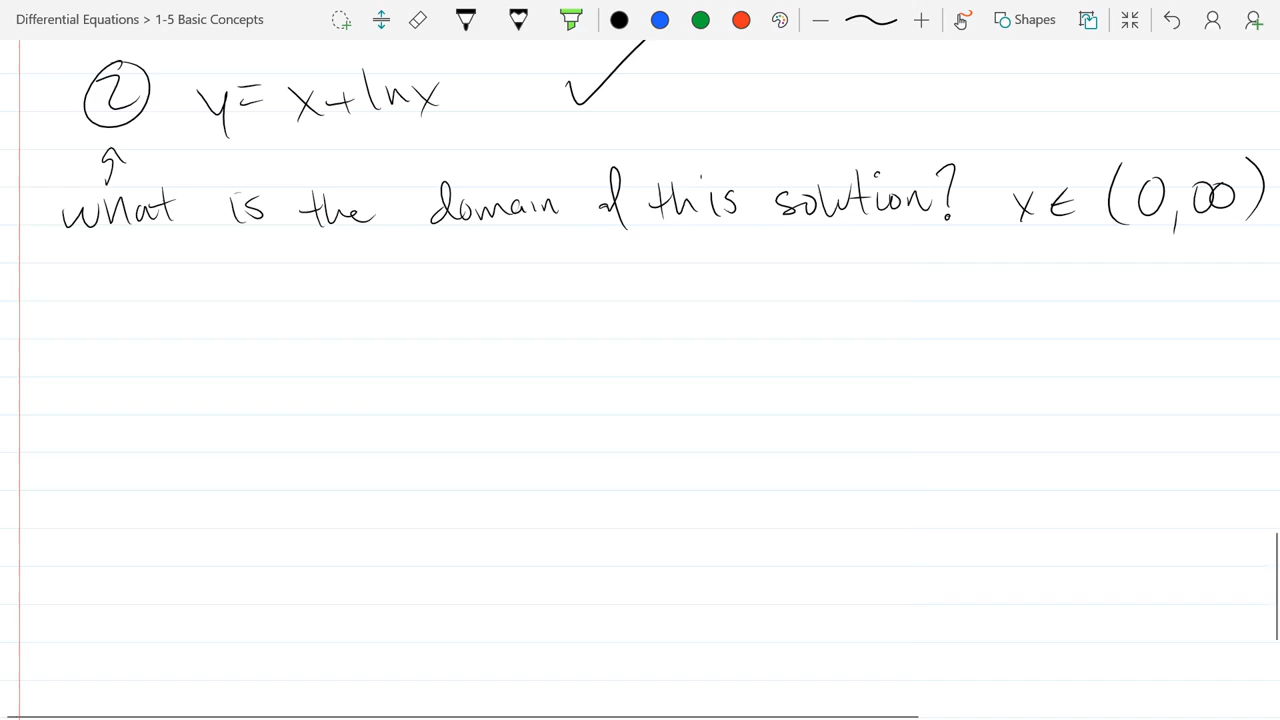 Differential Equations > 1-5 Basic Concepts
Shapes
② y = x + ln x ✓
↑
what is the domain of this solution? x ∈ (0, ∞)